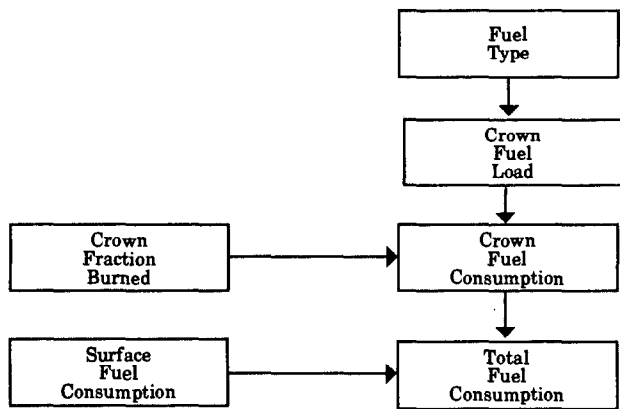 Fuel
Type
Crown
Fuel
Load
Crown
Fraction
Burned
Crown
Fuel
Consumption
Surface
Fuel
Consumption
Total
Fuel
Consumption